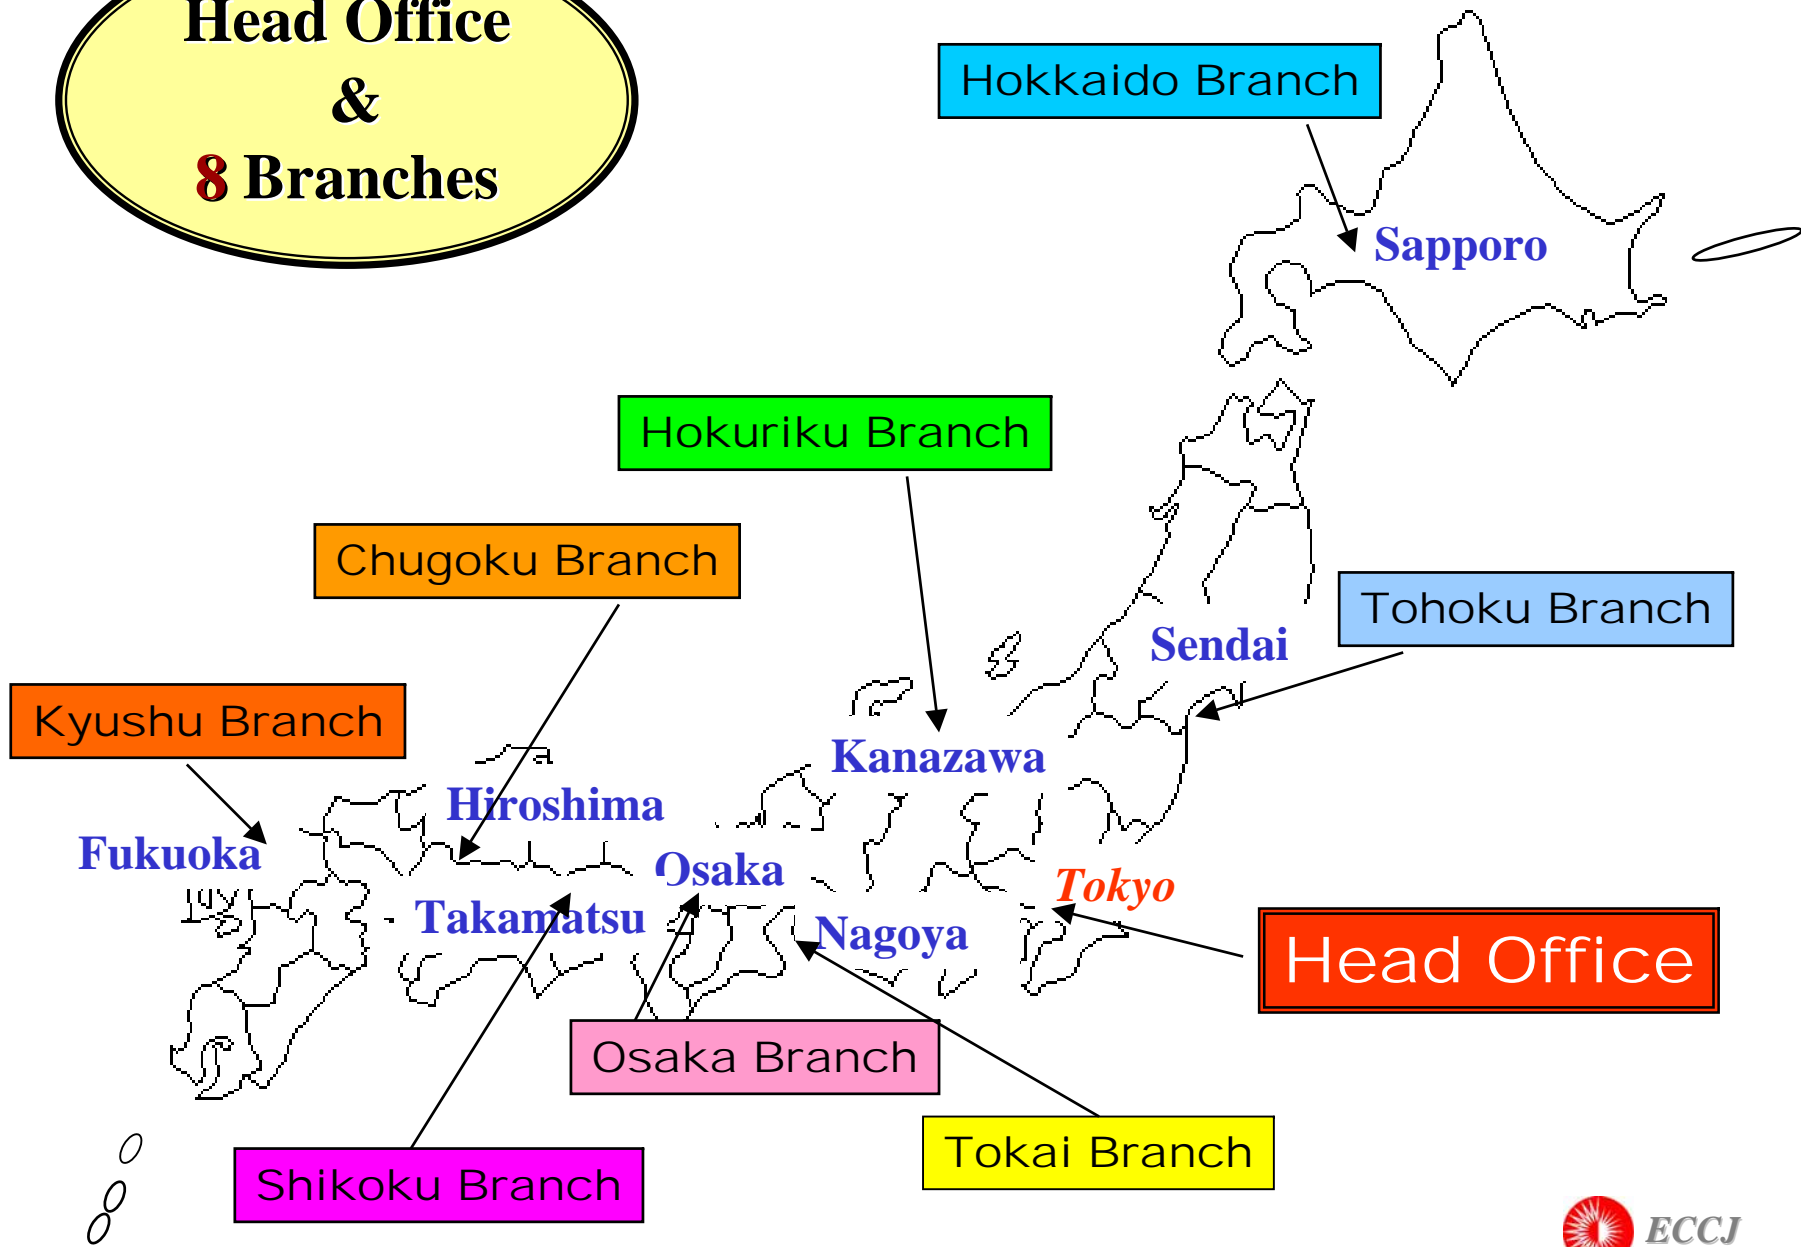 Head Office
&
8 Branches
Hokkaido Branch
Sapporo
Hokuriku Branch
Chugoku Branch
Tohoku Branch
Sendai
Kyushu Branch
Kanazawa
Hiroshima
Fukuoka
Osaka
Tokyo
Takamatsu
Nagoya
Head Office
Osaka Branch
Tokai Branch
Shikoku Branch
ECCJ